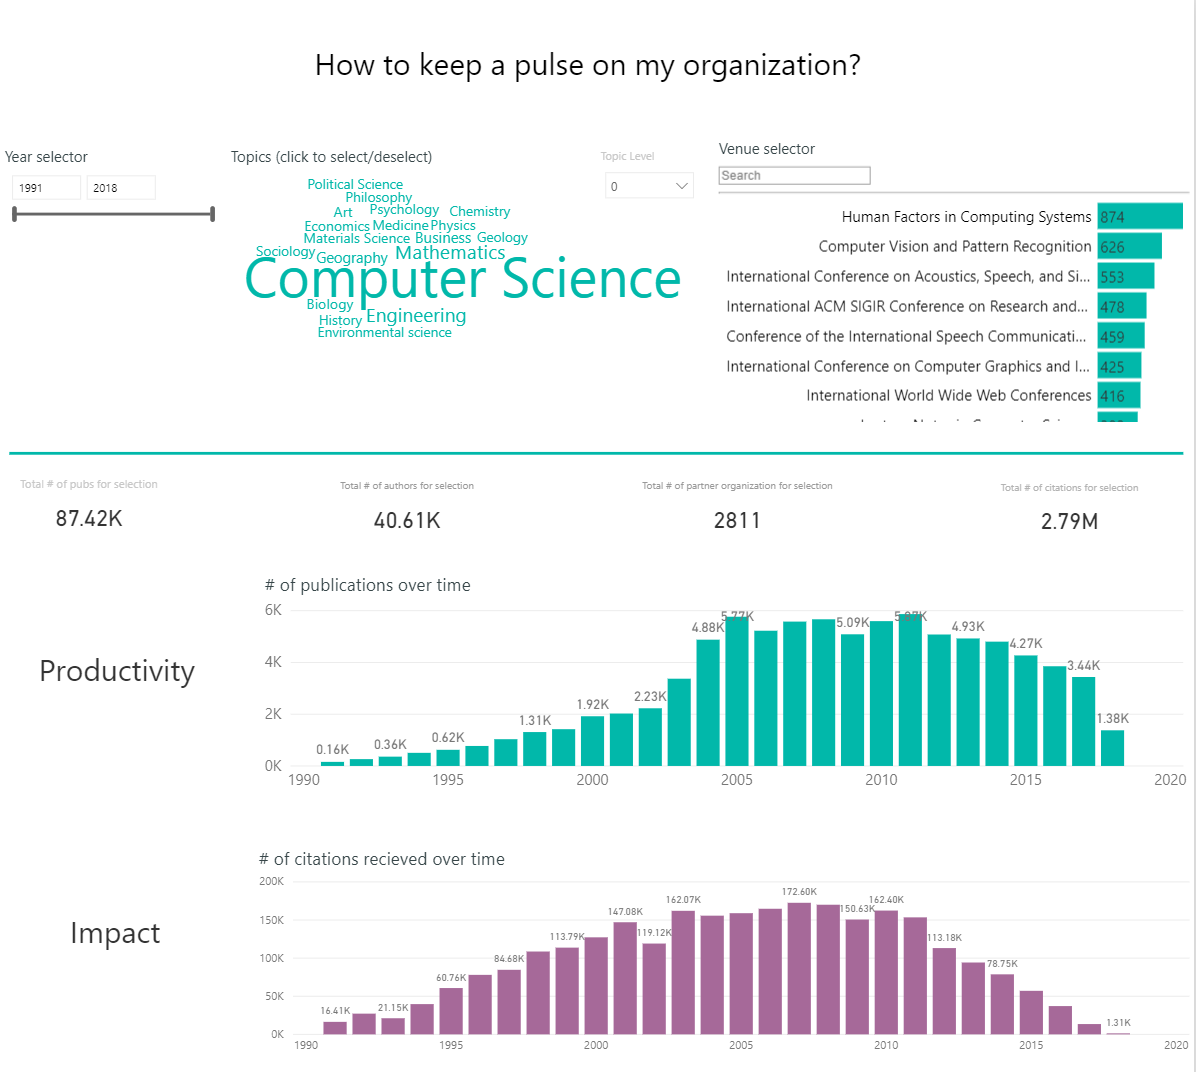 How to keep a pulse on my organization?
Year selector
1991 2018
Topics (click to select/deselect)
Topic Level
0
Political Science
Philosophy
Art Psychology Chemistry
Economics Medicine Physics
Materials Science Business Geology
Sociology Geography Mathematics
Computer Science
Biology
History Engineering
Environmental science
Venue selector
Search
Human Factors in Computing Systems 874
Computer Vision and Pattern Recognition 626
International Conference on Acoustics, Speech, and Si... 553
International ACM SIGIR Conference on Research and... 478
Conference of the International Speech Communicati... 459
International Conference on Computer Graphics and I... 425
International World Wide Web Conferences 416
Total # of pubs for selection
87.42K
Total # of authors for selection
40.61K
Total # of partner organization for selection
2811
Total # of citations for selection
2.79M
Productivity
# of publications over time
6K
4K
2K
0K
0.16K 0.36K 0.62K 1.31K 1.92K 2.23K 4.88K 5.77K 5.09K 5.87K 4.93K 4.27K 3.44K 1.38K
1990 1995 2000 2005 2010 2015 2020
Impact
# of citations recieved over time
200K
150K
100K
50K
0K
16.41K 21.15K 60.76K 84.68K 113.79K 147.08K 119.12K 162.07K 172.60K 150.63K 162.40K 113.18K 78.75K 1.31K
1990 1995 2000 2005 2010 2015 2020